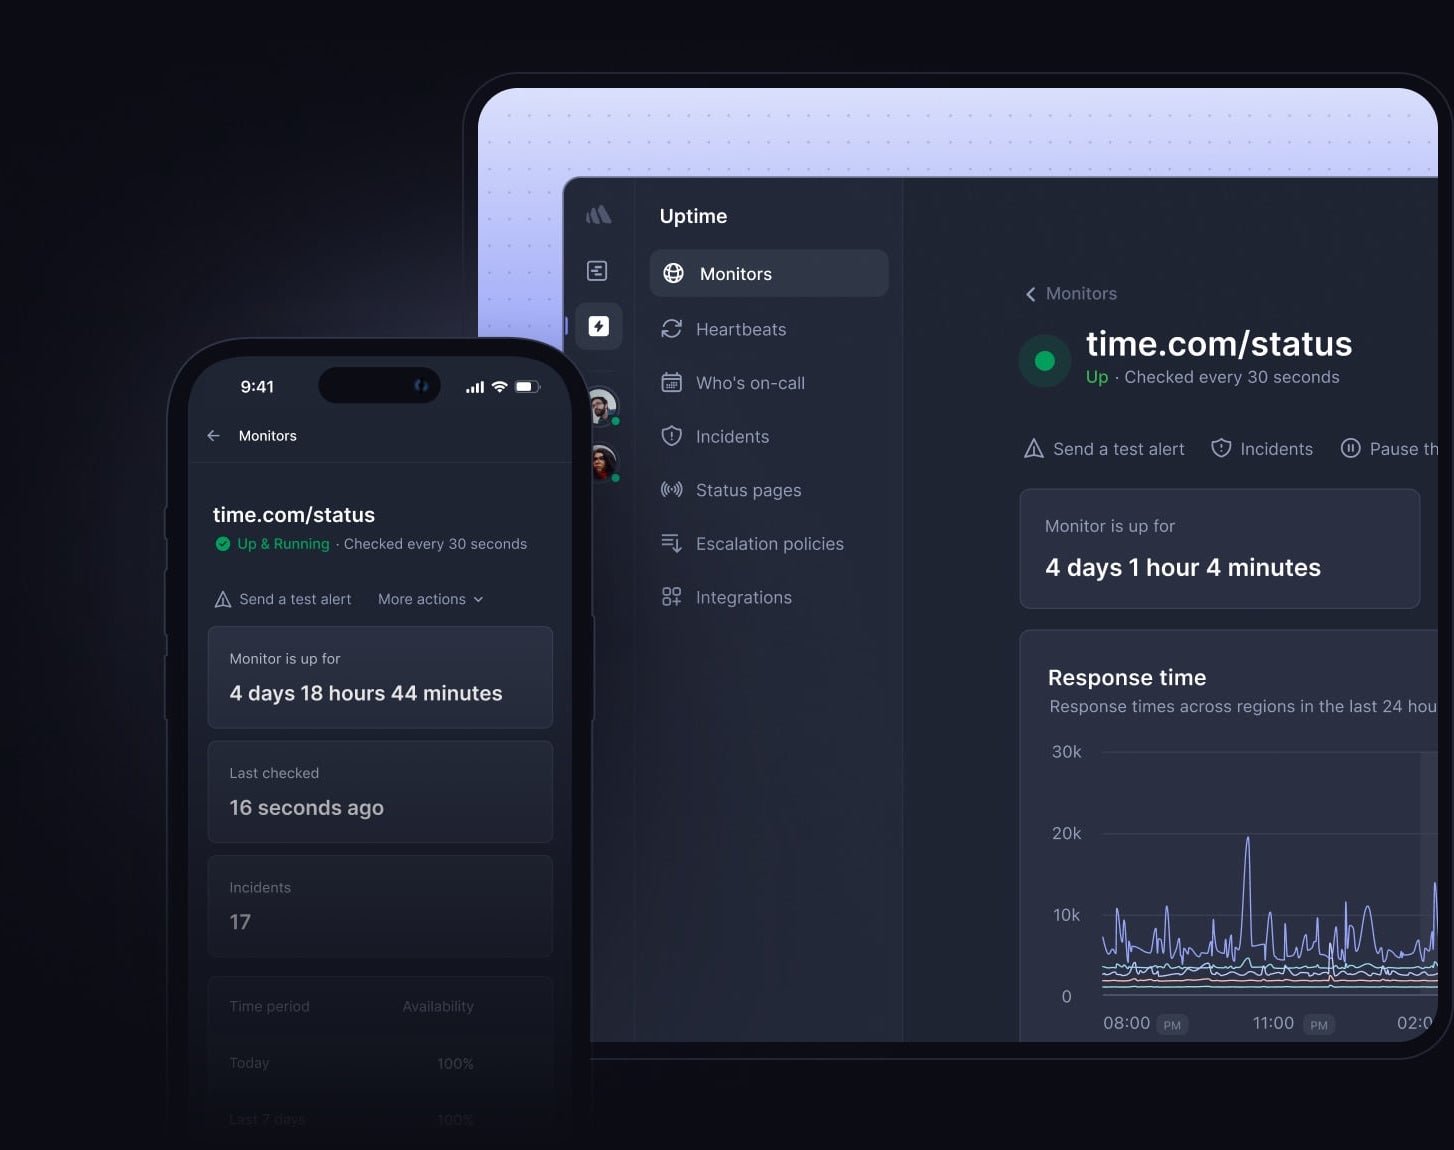 9:41
Monitors
time.com/status
Up & Running · Checked every 30 seconds
Send a test alert
More actions
Monitor is up for
4 days 18 hours 44 minutes
Last checked
16 seconds ago
Incidents
17
Time period
Availability
Today
100%
Last 7 days
100%
Uptime
Monitors
Heartbeats
Who's on-call
Incidents
Status pages
Escalation policies
Integrations
Monitors
time.com/status
Up · Checked every 30 seconds
Send a test alert
Incidents
Pause th
Monitor is up for
4 days 1 hour 4 minutes
Response time
Response times across regions in the last 24 hou
30k
20k
10k
0
08:00 PM
11:00 PM
02:0